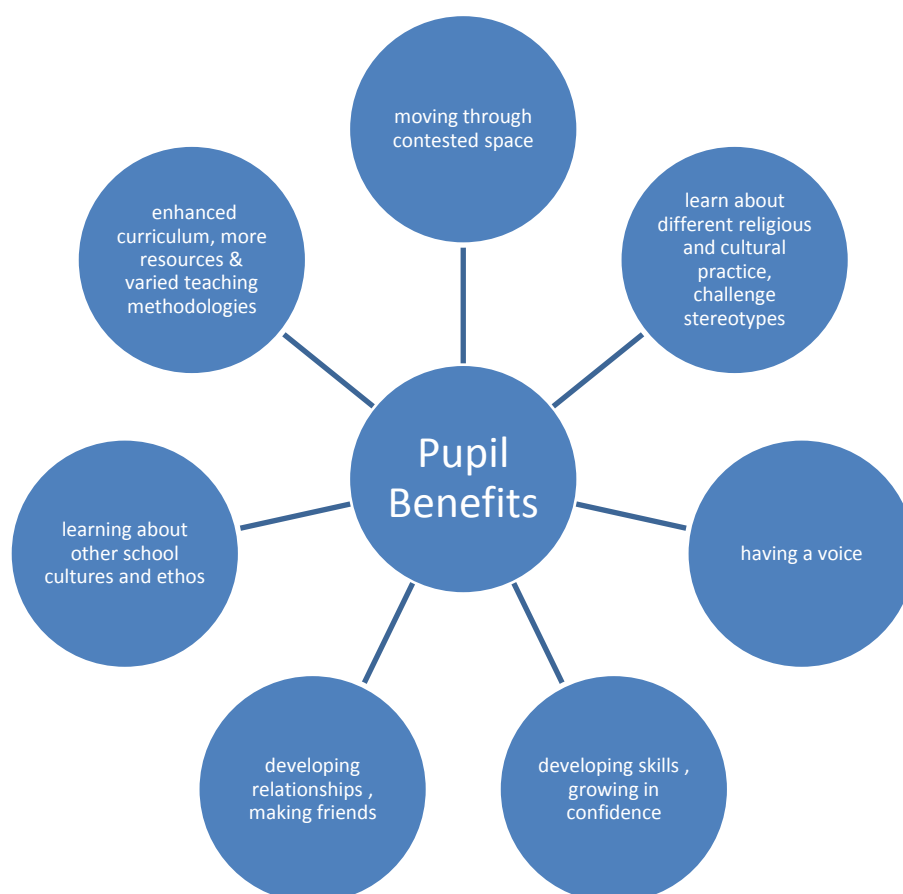 moving through
contested space
learn about
different religious
and cultural
practice,
challenge
stereotypes
having a voice
developing skills ,
growing in
confidence
developing
relationships ,
making friends
learning about
other school
cultures and ethos
enhanced
curriculum, more
resources &
varied teaching
methodologies
Pupil
Benefits